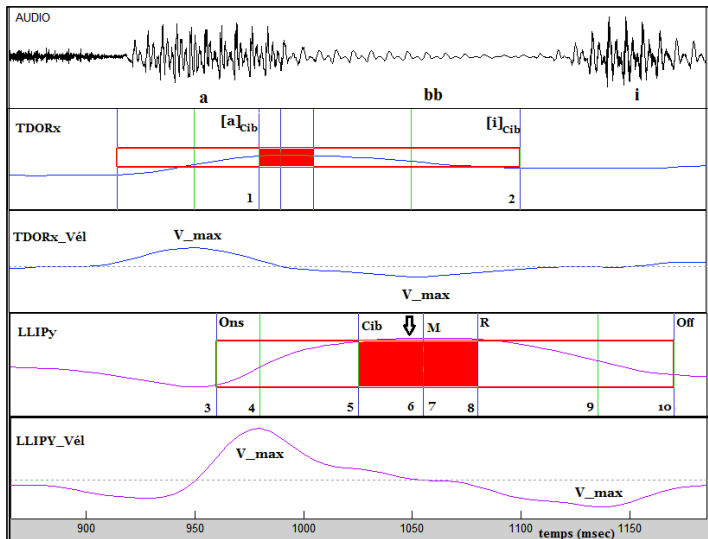 AUDIO
a bb i
TDORx [a]Cib [i]Cib
1 2
TDORx_Vél V_max
V_max
LLIPy Ons Cib M R Off
3 4 5 6 7 8 9 10
LLIPY_Vél
V_max V_max
900 950 1000 1050 1100 1150
temps (msec)